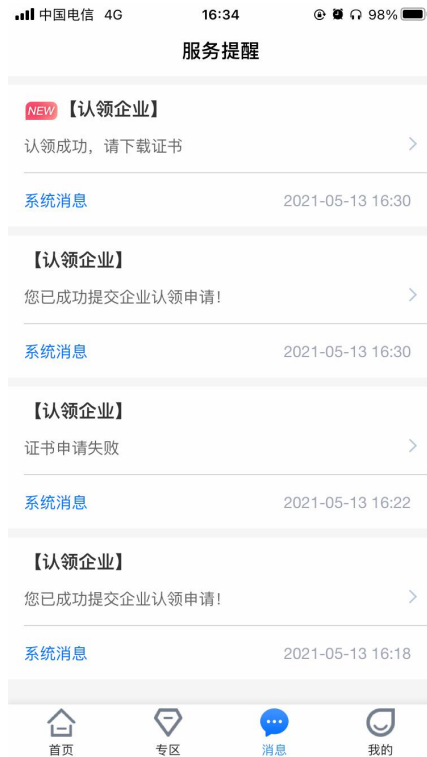 中国电信 4G 16:34 98%
服务提醒
NEW 【认领企业】
认领成功，请下载证书
系统消息 2021-05-13 16:30
【认领企业】
您已成功提交企业认领申请！
系统消息 2021-05-13 16:30
【认领企业】
证书申请失败
系统消息 2021-05-13 16:22
【认领企业】
您已成功提交企业认领申请！
系统消息 2021-05-13 16:18
首页 专区 消息 我的